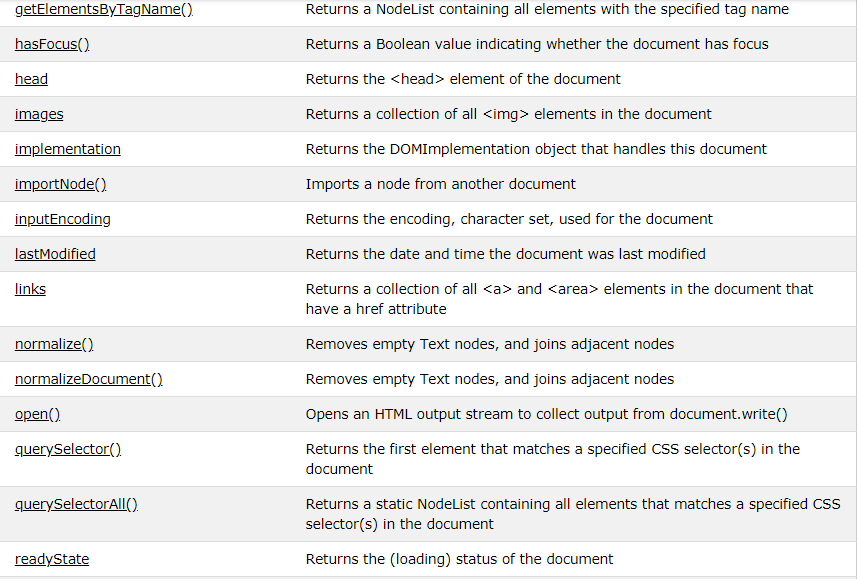 getElementsByTagName() Returns a NodeList containing all elements with the specified tag name
hasFocus() Returns a Boolean value indicating whether the document has focus
head Returns the <head> element of the document
images Returns a collection of all <img> elements in the document
implementation Returns the DOMImplementation object that handles this document
importNode() Imports a node from another document
inputEncoding Returns the encoding, character set, used for the document
lastModified Returns the date and time the document was last modified
links Returns a collection of all <a> and <area> elements in the document that
have a href attribute
normalize() Removes empty Text nodes, and joins adjacent nodes
normalizeDocument() Removes empty Text nodes, and joins adjacent nodes
open() Opens an HTML output stream to collect output from document.write()
querySelector() Returns the first element that matches a specified CSS selector(s) in the
document
querySelectorAll() Returns a static NodeList containing all elements that matches a specified CSS
selector(s) in the document
readyState Returns the (loading) status of the document